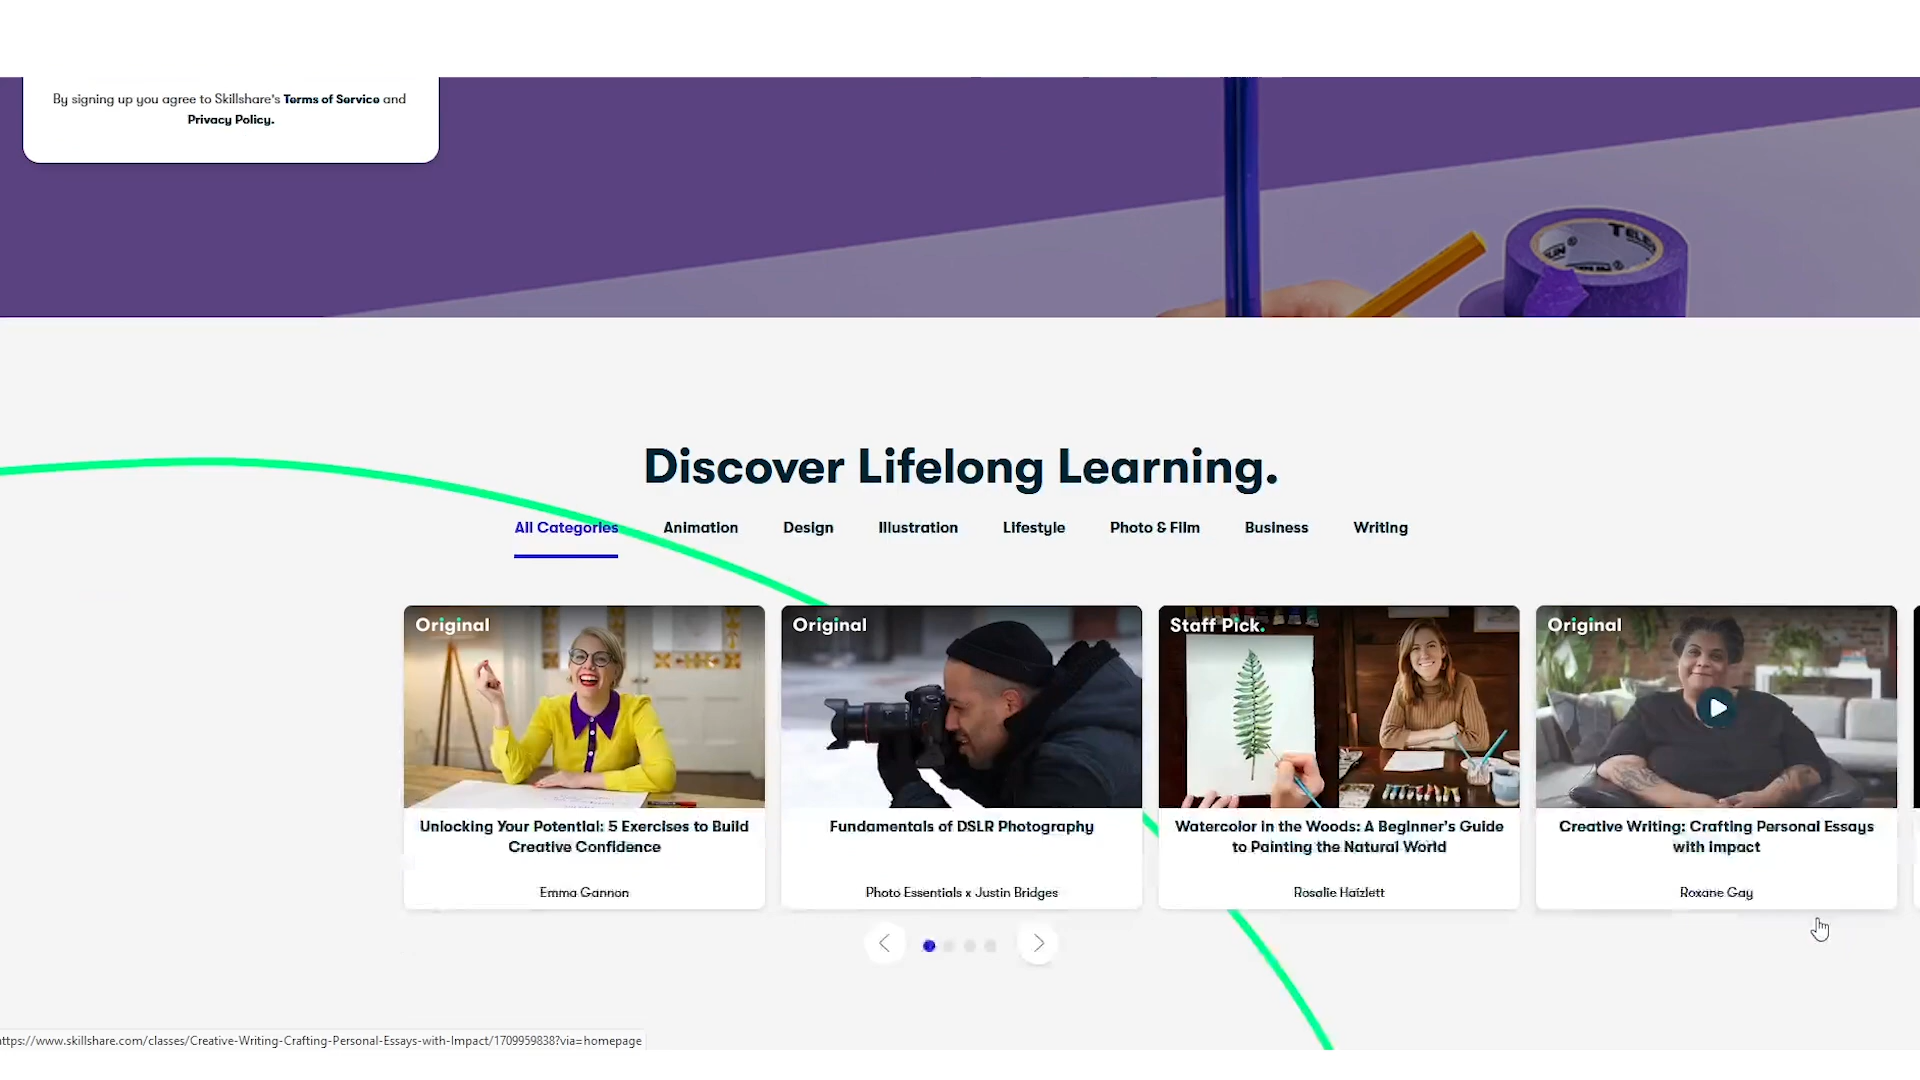 By signing up you agree to Skillshare's Terms of Service and
Privacy Policy.
Discover Lifelong Learning.
All Categories Animation Design Illustration Lifestyle Photo & Film Business Writing
Original
Unlocking Your Potential: 5 Exercises to Build
Creative Confidence
Emma Gannon
Original
Fundamentals of DSLR Photography
Photo Essentials x Justin Bridges
Staff Pick.
Watercolor in the Woods: A Beginner's Guide
to Painting the Natural World
Rosalie Haizlett
Original
Creative Writing: Crafting Personal Essays
with Impact
Roxane Gay
ttps://www.skillshare.com/classes/Creative-Writing-Crafting-Personal-Essays-with-Impact/1709959838?via=homepage